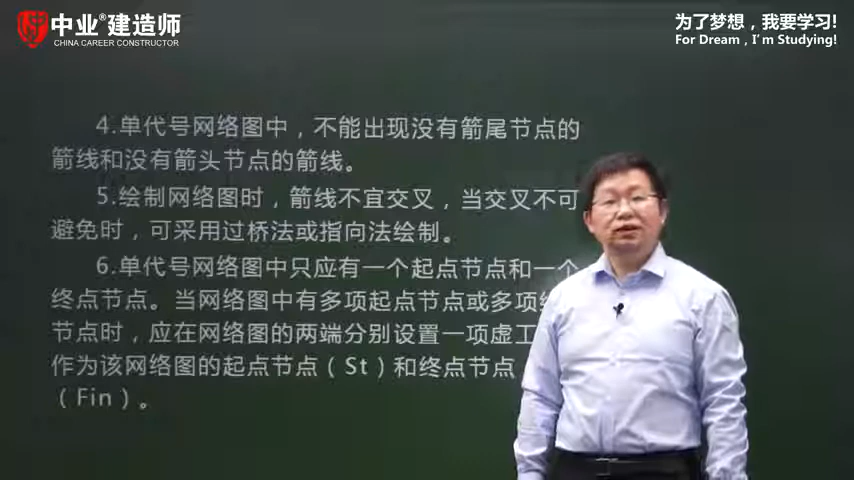 中业®建造师
CHINA CAREER CONSTRUCTOR
为了梦想，我要学习!
For Dream，I'm Studying!
4.单代号网络图中，不能出现没有箭尾节点的
箭线和没有箭头节点的箭线。
5.绘制网络图时，箭线不宜交叉，当交叉不可
避免时，可采用过桥法或指向法绘制。
6.单代号网络图中只应有一个起点节点和一个
终点节点。当网络图中有多项起点节点或多项
节点时，应在网络图的两端分别设置一项虚工
作为该网络图的起点节点（St）和终点节点
（Fin）。